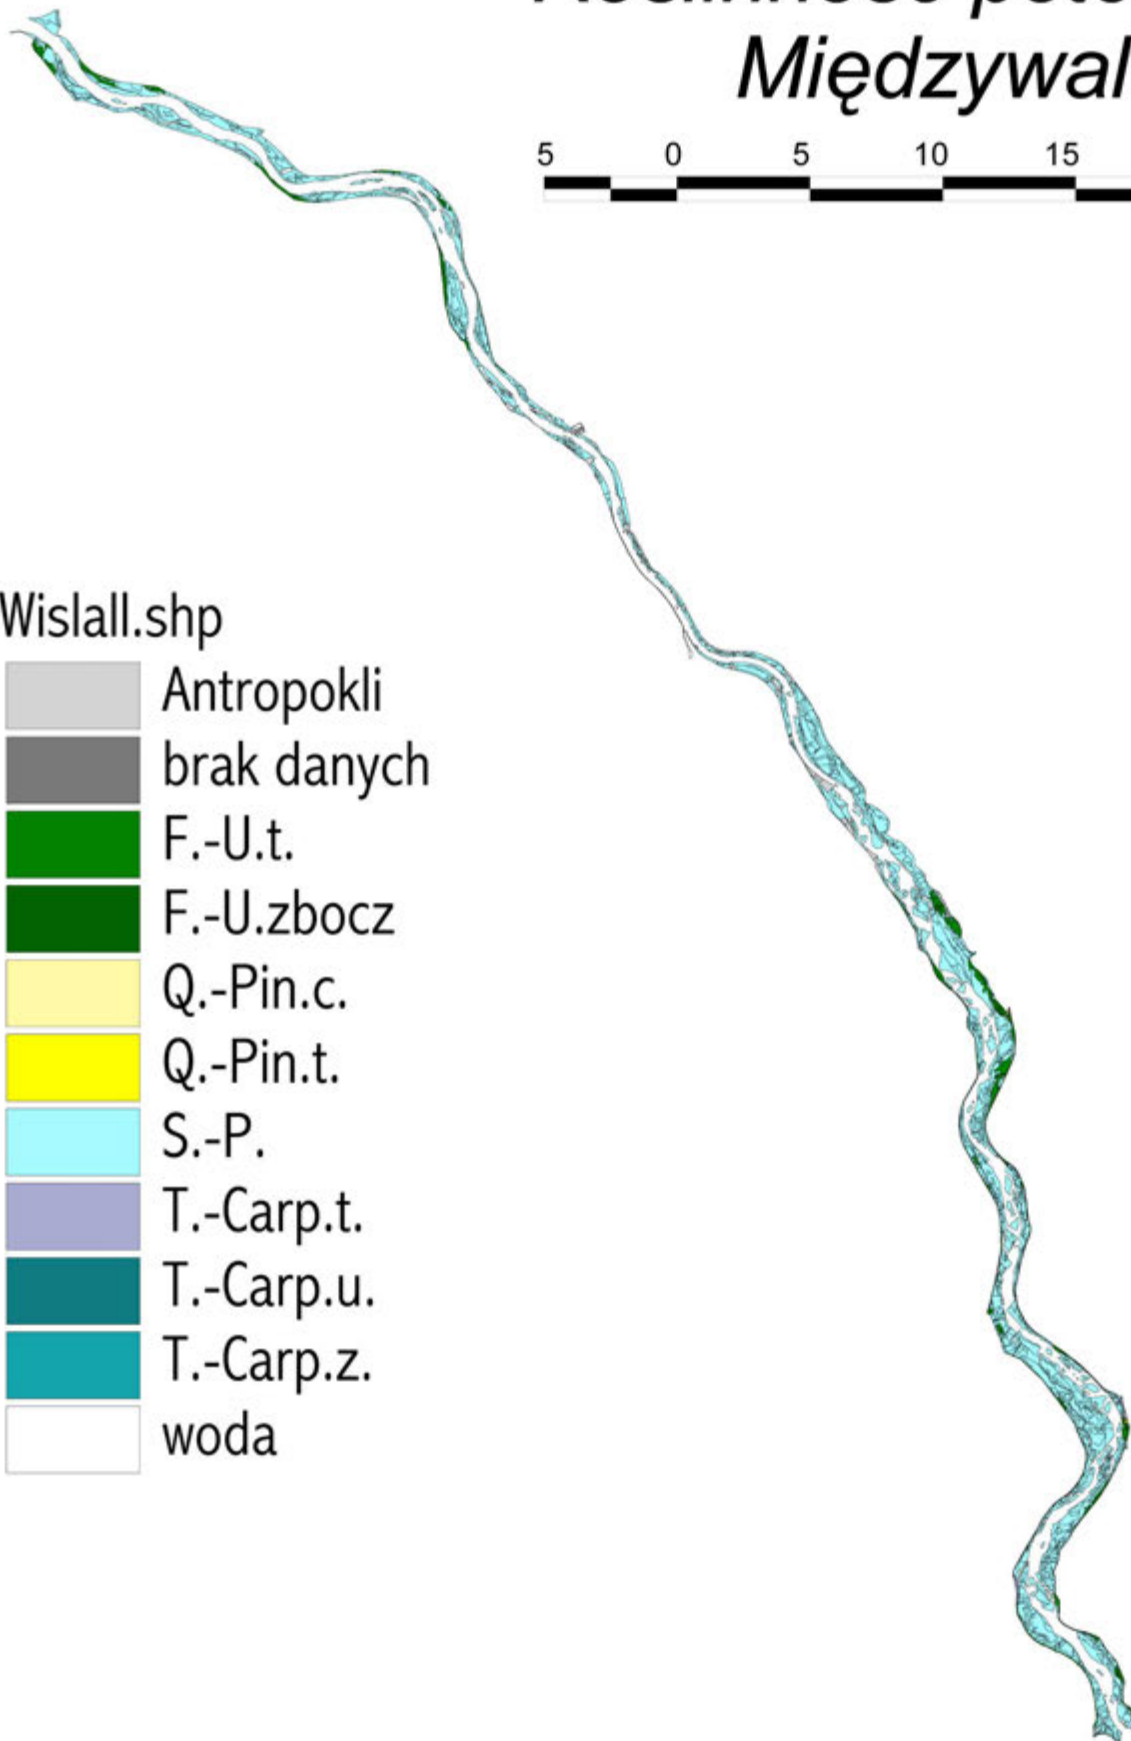 Międzywal
5 0 5 10 15
Wislall.shp
Antropokli
brak danych
F.-U.t.
F.-U.zbocz
Q.-Pin.c.
Q.-Pin.t.
S.-P.
T.-Carp.t.
T.-Carp.u.
T.-Carp.z.
woda